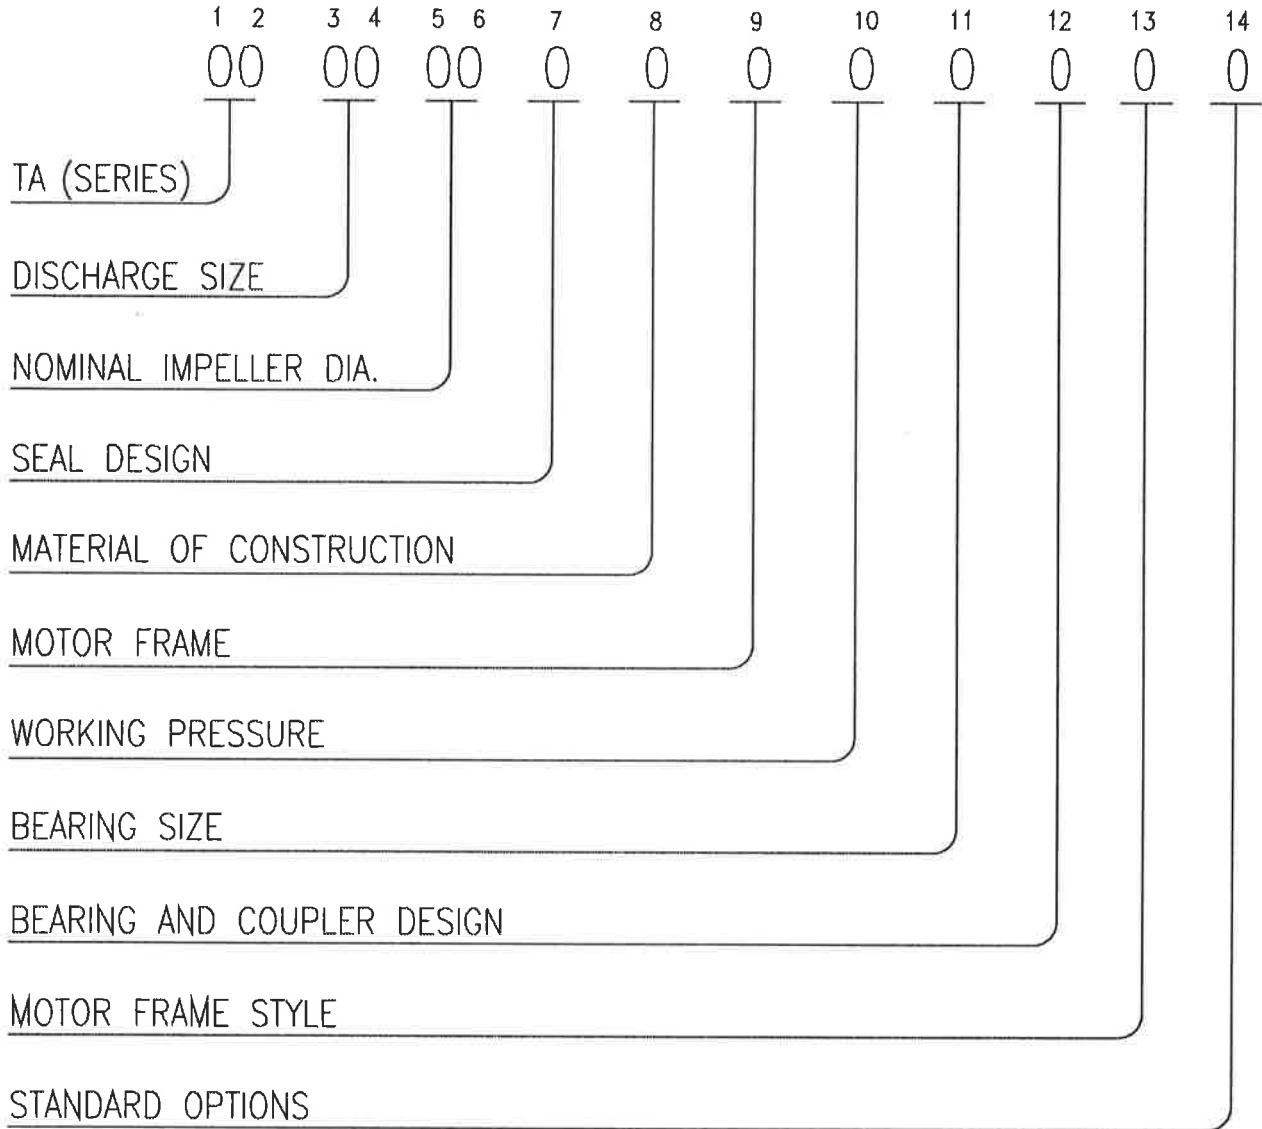 1 2 3 4 5 6 7 8 9 10 11 12 13 14
00 00 00 0 0 0 0 0 0 0 0
TA (SERIES)
DISCHARGE SIZE
NOMINAL IMPELLER DIA.
SEAL DESIGN
MATERIAL OF CONSTRUCTION
MOTOR FRAME
WORKING PRESSURE
BEARING SIZE
BEARING AND COUPLER DESIGN
MOTOR FRAME STYLE
STANDARD OPTIONS